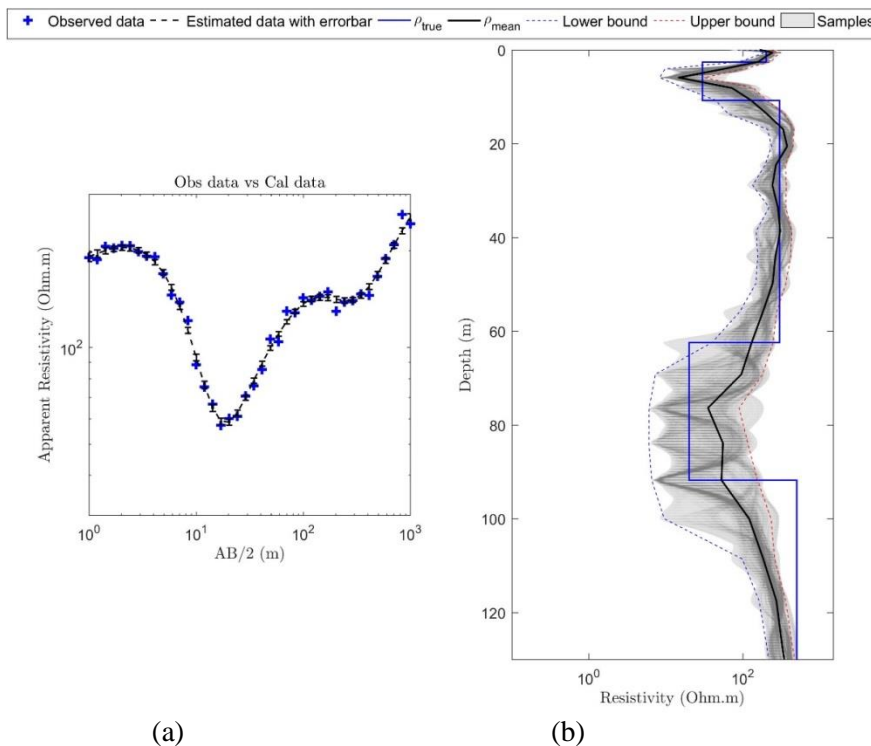 Observed data Estimated data with errorbar ρtrue ρmean Lower bound Upper bound Samples
Obs data vs Cal data
Apparent Resistivity (Ohm.m)
10²
10⁰ 10¹ 10² 10³
AB/2 (m)
(a)
Depth (m)
0
20
40
60
80
100
120
10⁰ 10²
Resistivity (Ohm.m)
(b)